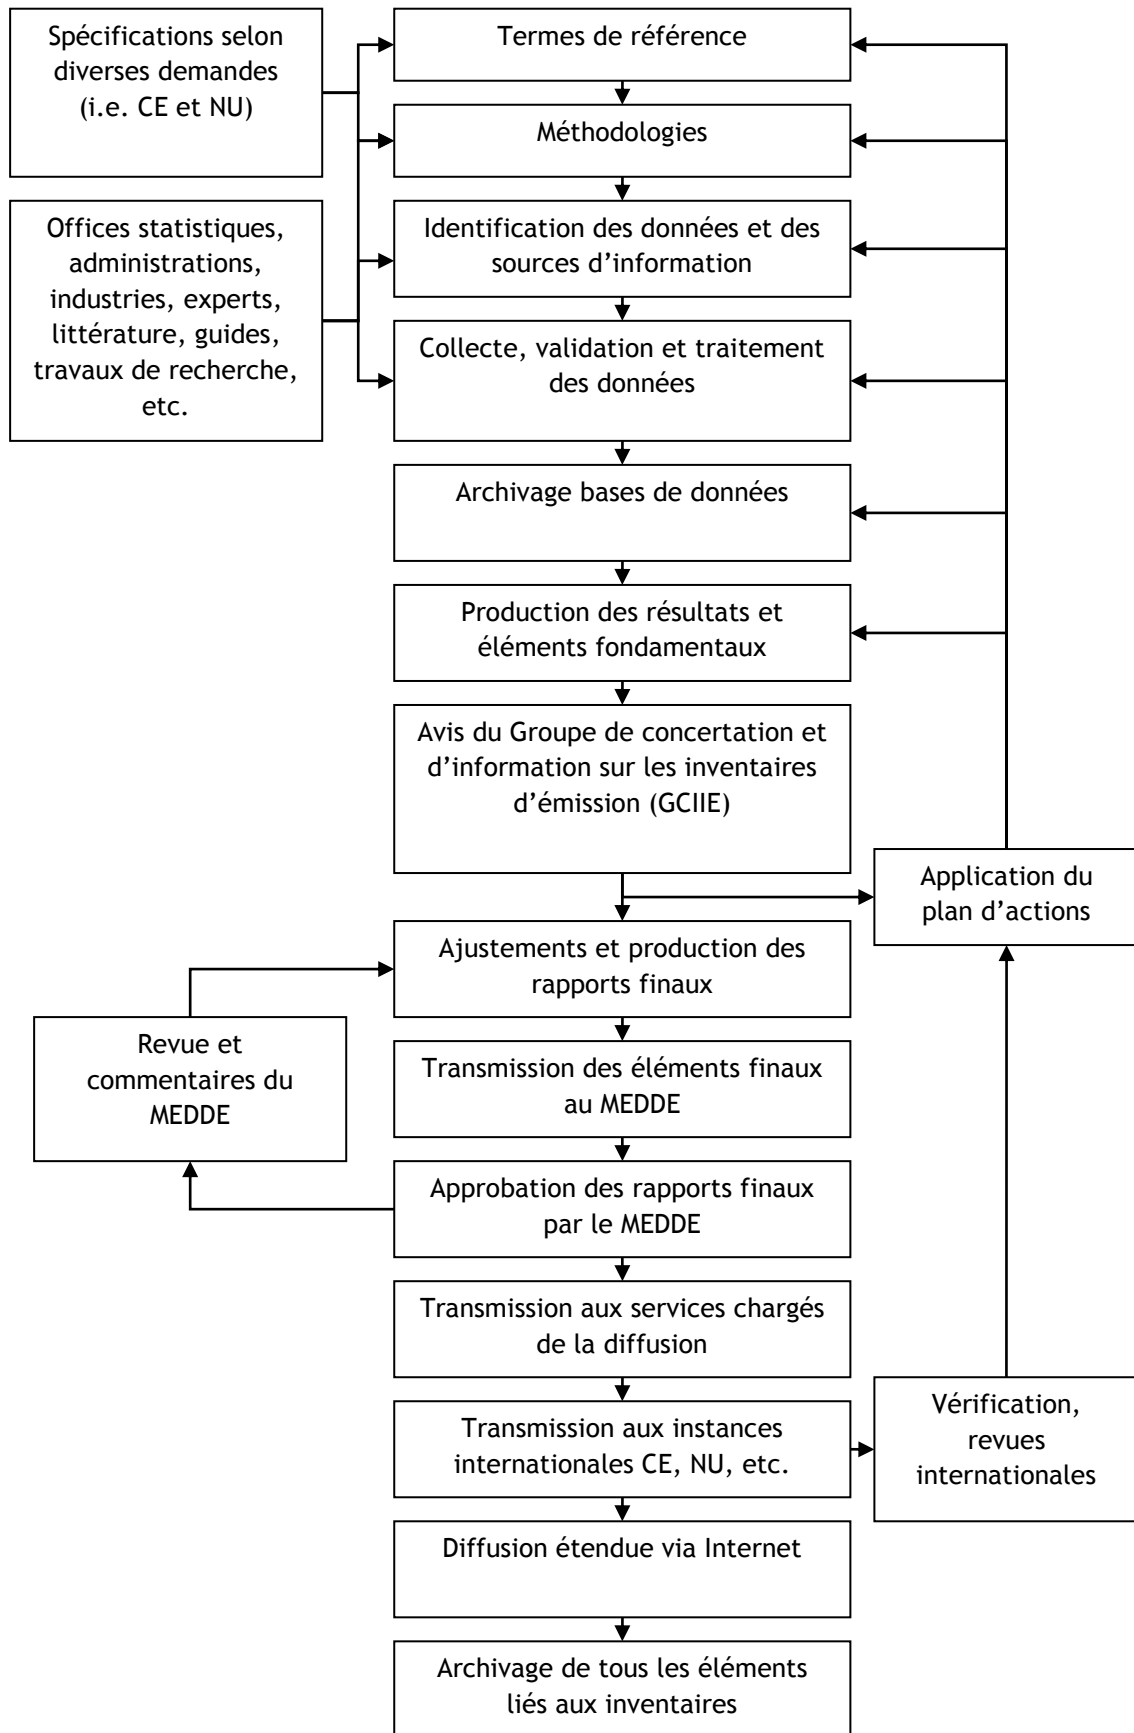 Spécifications selon
diverses demandes
(i.e. CE et NU)
Termes de référence
Méthodologies
Offices statistiques,
administrations,
industries, experts,
littérature, guides,
travaux de recherche,
etc.
Identification des données et des
sources d’information
Collecte, validation et traitement
des données
Archivage bases de données
Production des résultats et
éléments fondamentaux
Avis du Groupe de concertation et
d’information sur les inventaires
d’émission (GCIIE)
Application du
plan d’actions
Ajustements et production des
rapports finaux
Revue et
commentaires du
MEDDE
Transmission des éléments finaux
au MEDDE
Approbation des rapports finaux
par le MEDDE
Transmission aux services chargés
de la diffusion
Transmission aux instances
internationales CE, NU, etc.
Vérification,
revues
internationales
Diffusion étendue via Internet
Archivage de tous les éléments
liés aux inventaires